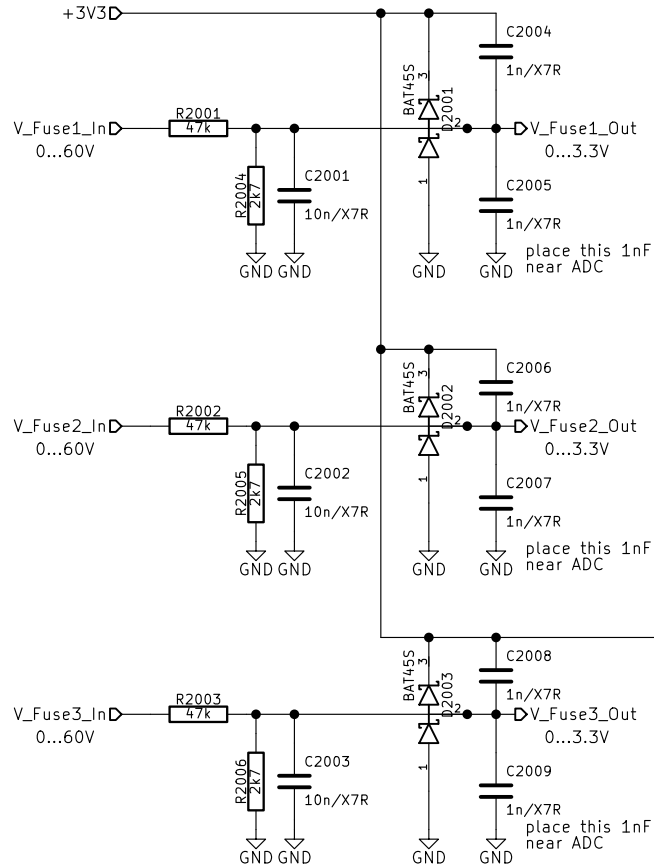 +3V3
C2004
1n/X7R
BAT45S
3
D2001
2
1
R2001
47k
V_Fuse1_In
0...60V
V_Fuse1_Out
0...3.3V
R2004
2k7
C2001
10n/X7R
C2005
1n/X7R
GND
GND
GND
GND
place this 1nF
near ADC
C2006
1n/X7R
BAT45S
3
D2002
2
1
R2002
47k
V_Fuse2_In
0...60V
V_Fuse2_Out
0...3.3V
R2005
2k7
C2002
10n/X7R
C2007
1n/X7R
GND
GND
GND
GND
place this 1nF
near ADC
C2008
1n/X7R
BAT45S
3
D2003
2
1
R2003
47k
V_Fuse3_In
0...60V
V_Fuse3_Out
0...3.3V
R2006
2k7
C2003
10n/X7R
C2009
1n/X7R
GND
GND
GND
GND
place this 1nF
near ADC